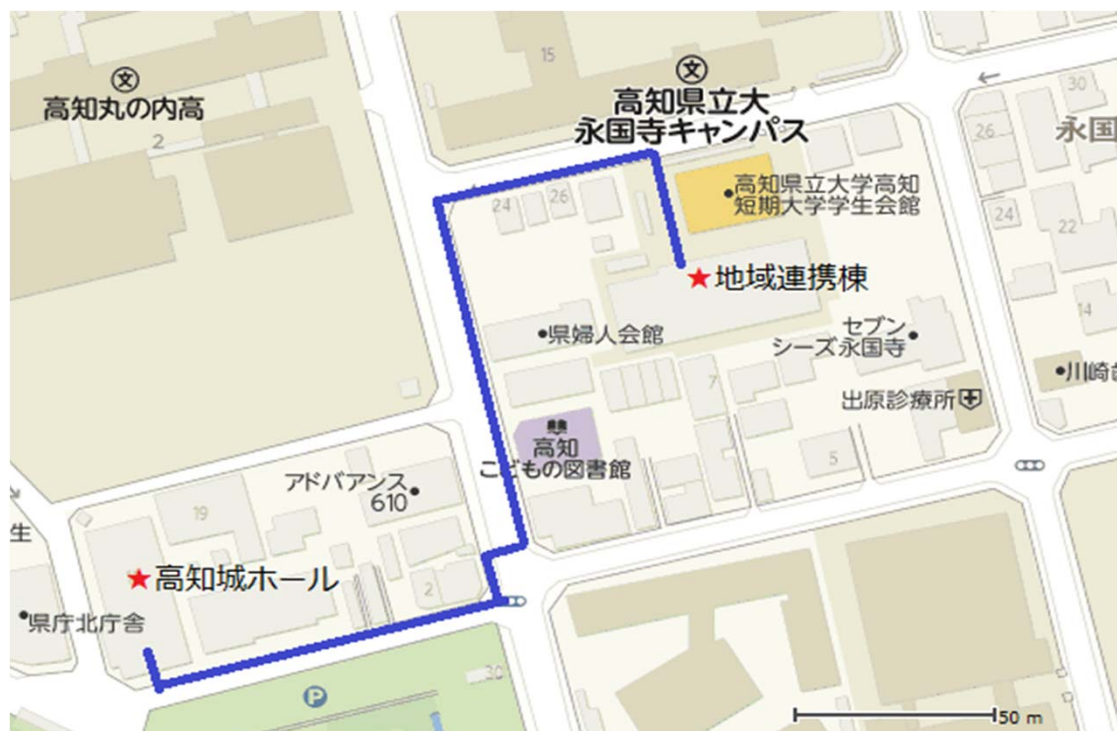 15
30
高知丸の内高
2
高知県立大
永国寺キャンパス
26
永国
高知県立大学高知
短期大学学生会館
24
26
24
22
★地域連携棟
14
県婦人会館
セブン
シーズ永国寺
7
川崎歯
出原診療所
高知
こどもの図書館
5
アドバアンス
610
19
生
★高知城ホール
2
県庁北庁舎
30
P
50 m